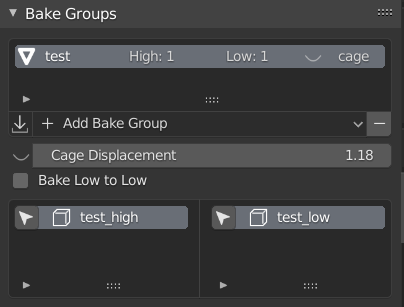 Bake Groups
test High: 1 Low: 1 cage
Add Bake Group
Cage Displacement 1.18
Bake Low to Low
test_high test_low